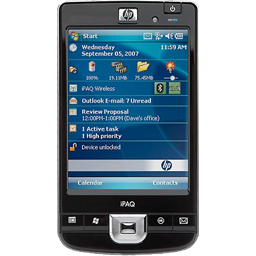 hp
Start
11:59 AM
Wednesday
September 05, 2007
100% 19.11MB 75.45MB
iPAQ Wireless
Outlook E-mail: 7 Unread
Review Proposal
12:00PM-1:00PM (Dave's office)
1 Active task
1 High priority
Device unlocked
hp
Calendar Contacts
iPAQ